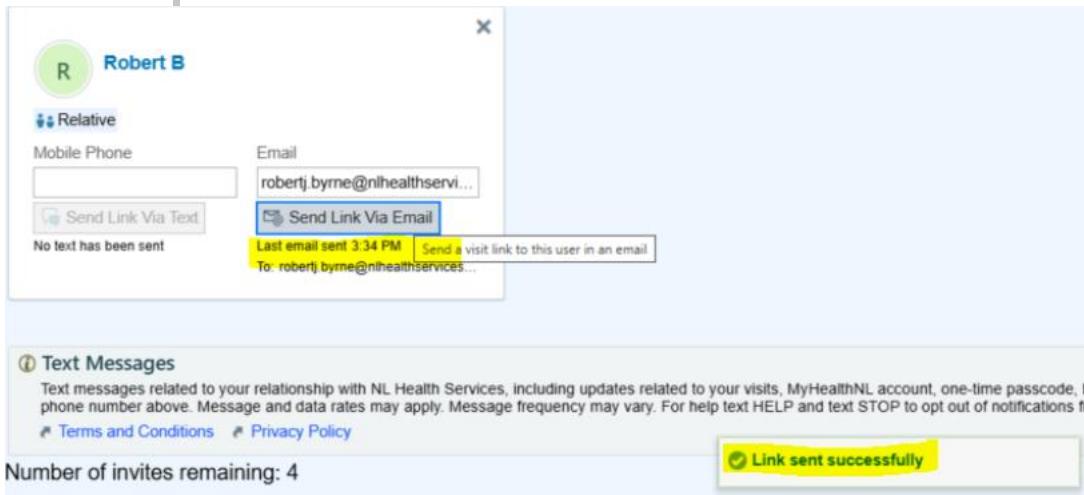 R
Robert B
Relative
Mobile Phone
Email
robertj.byrne@nlhealthservi...
Send Link Via Text
Send Link Via Email
No text has been sent
Last email sent 3:34 PM
Send a visit link to this user in an email
To: robertj.byrne@nlhealthservices...
Text Messages
Text messages related to your relationship with NL Health Services, including updates related to your visits, MyHealthNL account, one-time passcode,
phone number above. Message and data rates may apply. Message frequency may vary. For help text HELP and text STOP to opt out of notifications
Terms and Conditions Privacy Policy
Link sent successfully
Number of invites remaining: 4